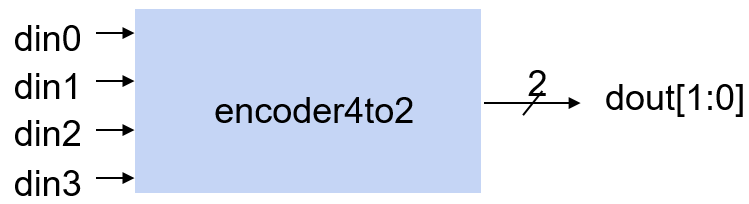 din0
din1
din2
din3
encoder4to2
2
dout[1:0]